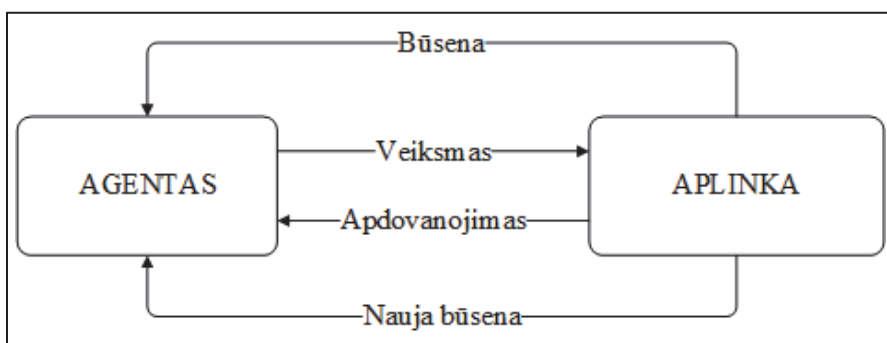 Būsena
AGENTAS
Veiksmas
APLINKA
Apdovanojimas
Nauja būsena